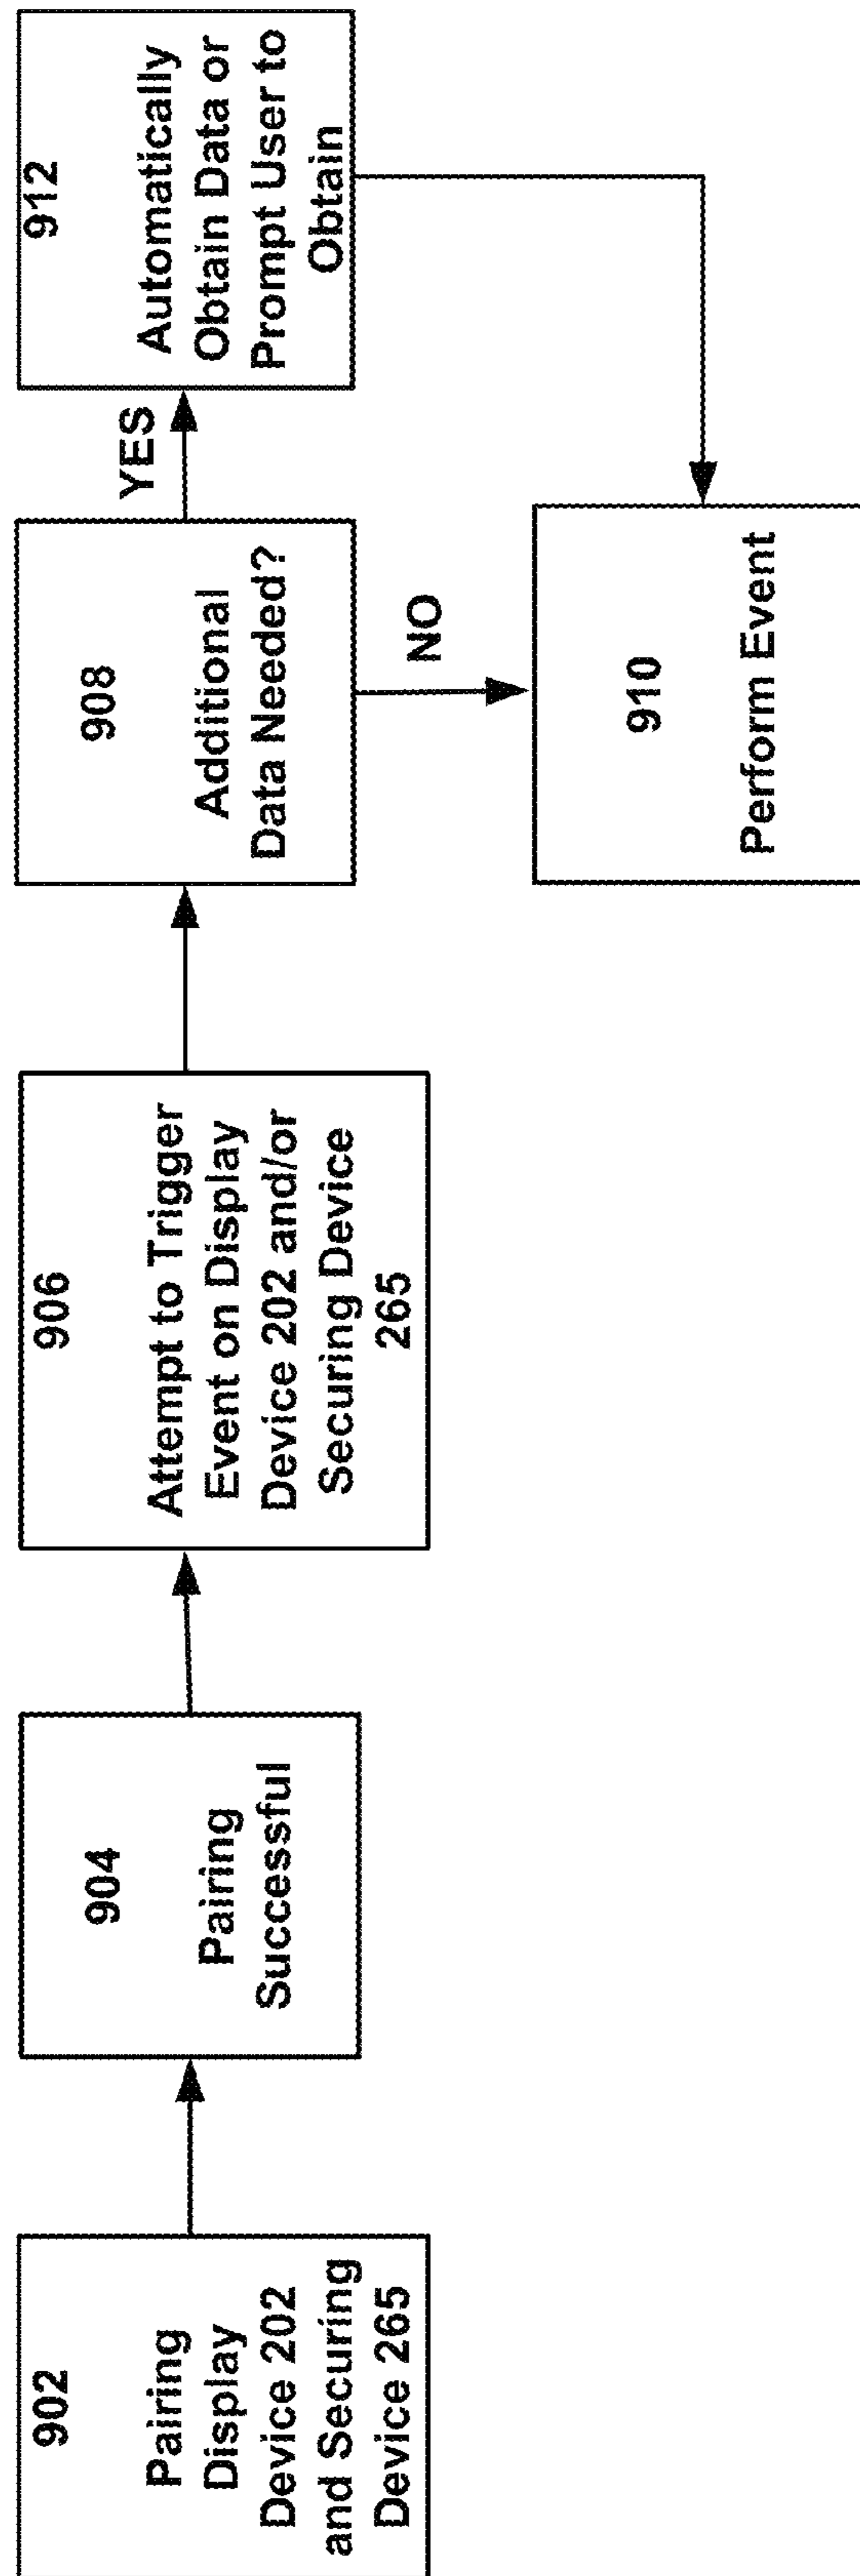 902
Pairing
Display
Device 202
and Securing
Device 265
904
Pairing
Successful
906
Attempt to Trigger
Event on Display
Device 202 and/or
Securing Device
265
908
Additional
Data Needed?
YES
912
Automatically
Obtain Data or
Prompt User to
Obtain
NO
910
Perform Event